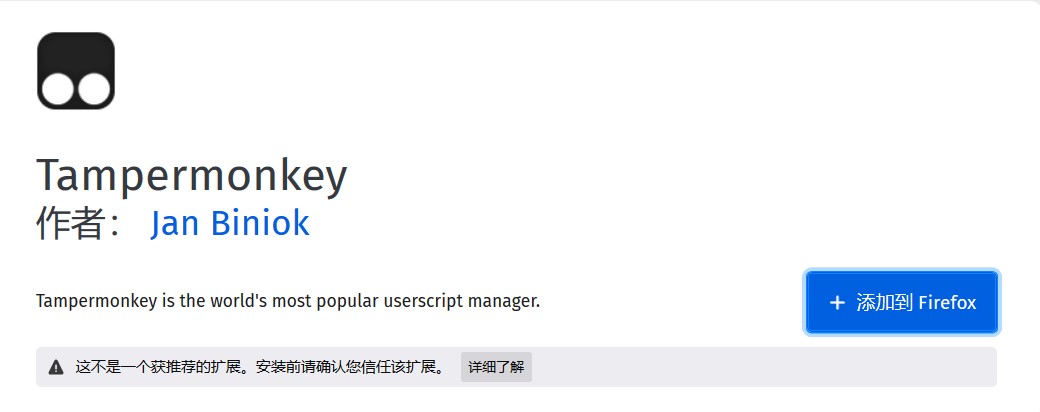 Tampermonkey
作者： Jan Biniok
Tampermonkey is the world's most popular userscript manager.
+ 添加到 Firefox
这不是一个获推荐的扩展。安装前请确认您信任该扩展。 详细了解